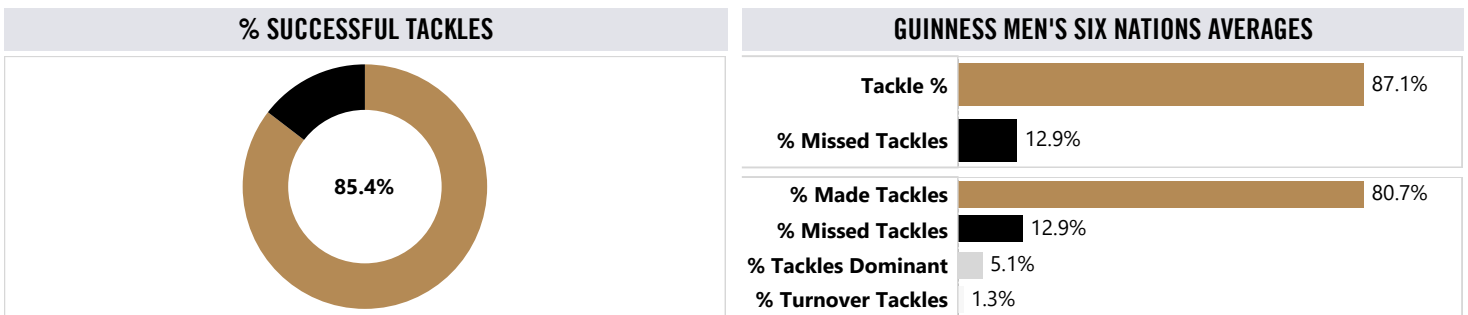 % SUCCESSFUL TACKLES
85.4%
GUINNESS MEN'S SIX NATIONS AVERAGES
Tackle % 87.1%
% Missed Tackles 12.9%
% Made Tackles 80.7%
% Missed Tackles 12.9%
% Tackles Dominant 5.1%
% Turnover Tackles 1.3%